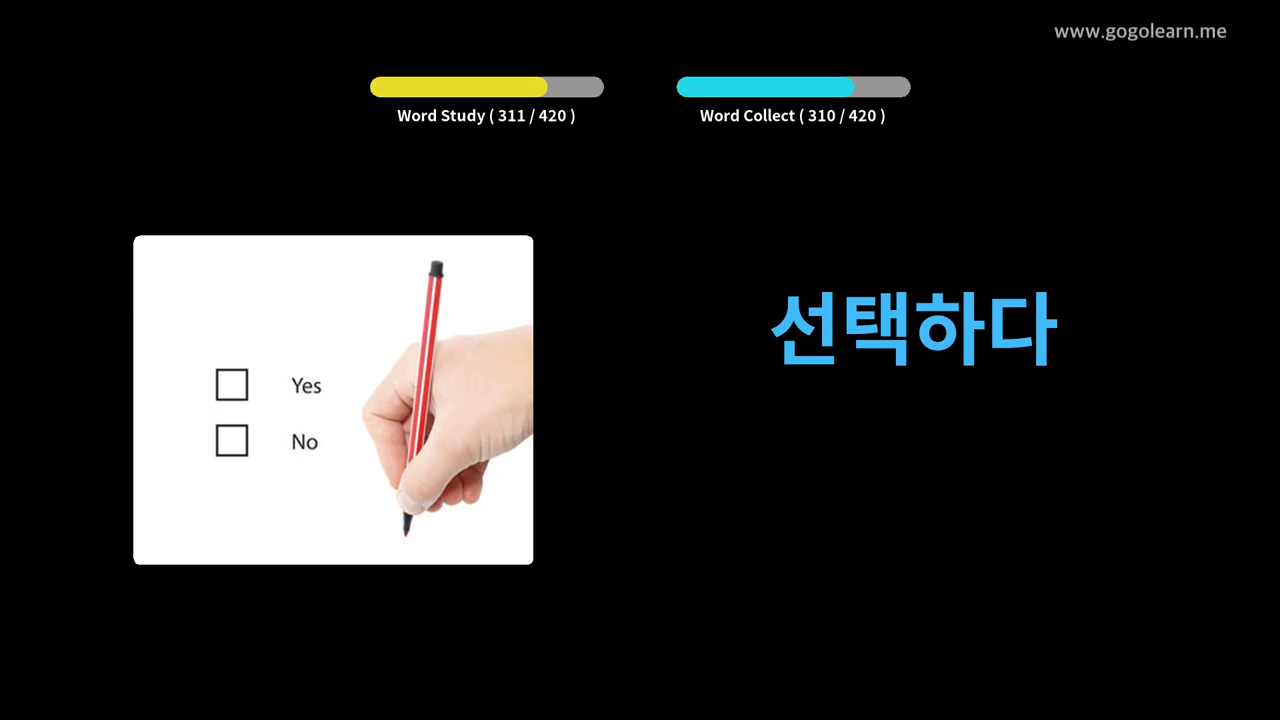 www.gogolearn.me
Word Study ( 311 / 420 )
Word Collect ( 310 / 420 )
선택하다
Yes
No